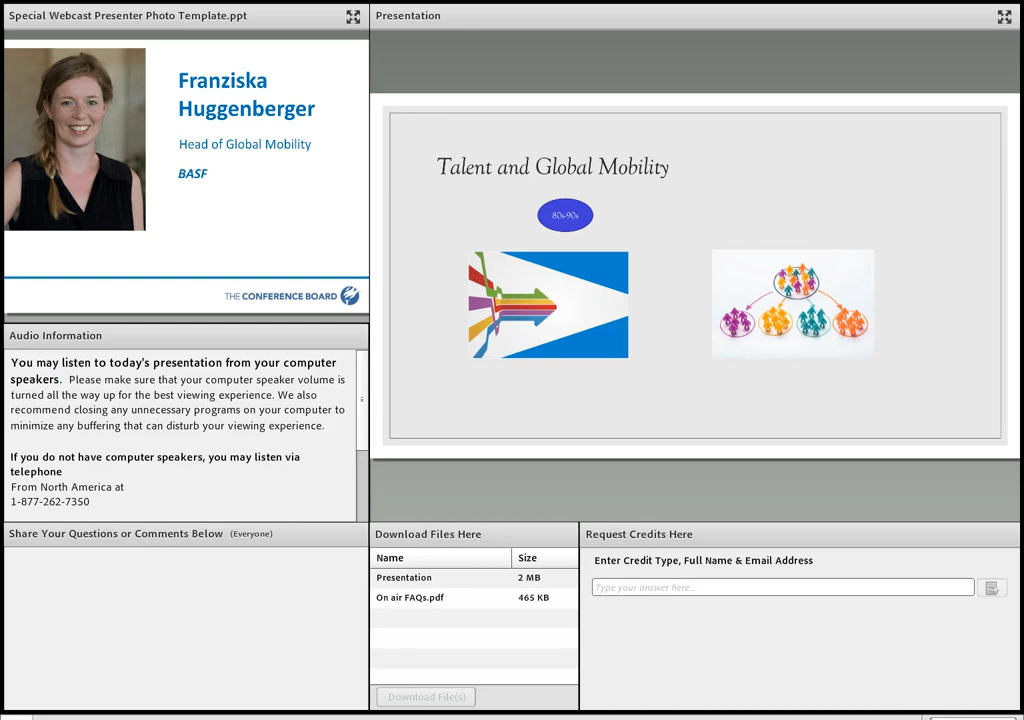 Special Webcast Presenter Photo Template.ppt
Franziska
Huggenberger
Head of Global Mobility
BASF
THE CONFERENCE BOARD
Audio Information
You may listen to today's presentation from your computer
speakers. Please make sure that your computer speaker volume is
turned all the way up for the best viewing experience. We also
recommend closing any unnecessary programs on your computer to
minimize any buffering that can disturb your viewing experience.
If you do not have computer speakers, you may listen via
telephone
From North America at
1-877-262-7350
Share Your Questions or Comments Below (Everyone)
Presentation
Talent and Global Mobility
80s-90s
Download Files Here
Name Size
Presentation 2 MB
On air FAQs.pdf 465 KB
Download File(s)
Request Credits Here
Enter Credit Type, Full Name & Email Address
Type your answer here...